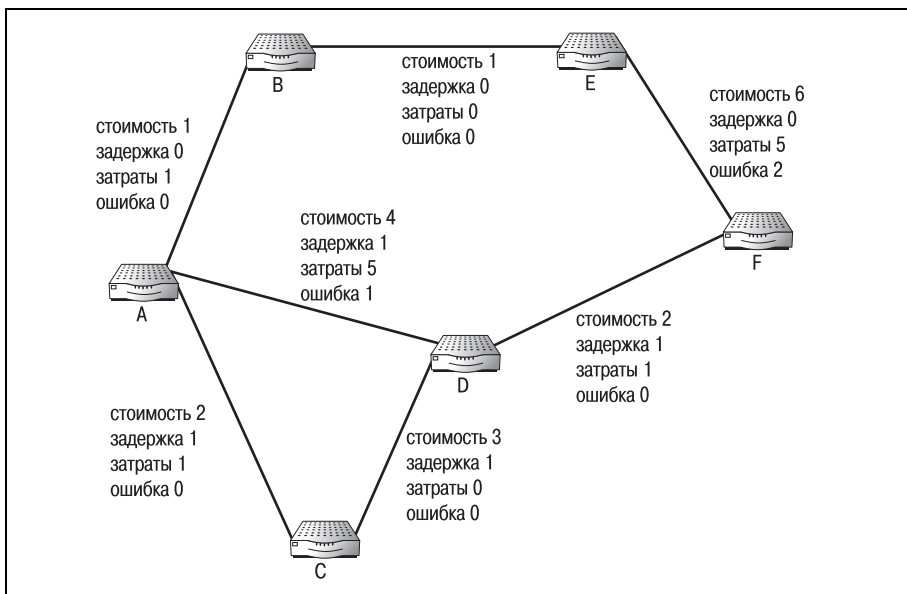 B
E
стоимость 1
задержка 0
затраты 0
ошибка 0
стоимость 6
задержка 0
затраты 5
ошибка 2
стоимость 1
задержка 0
затраты 1
ошибка 0
стоимость 4
задержка 1
затраты 5
ошибка 1
F
A
стоимость 2
задержка 1
затраты 1
ошибка 0
D
стоимость 2
задержка 1
затраты 1
ошибка 0
стоимость 3
задержка 1
затраты 0
ошибка 0
C